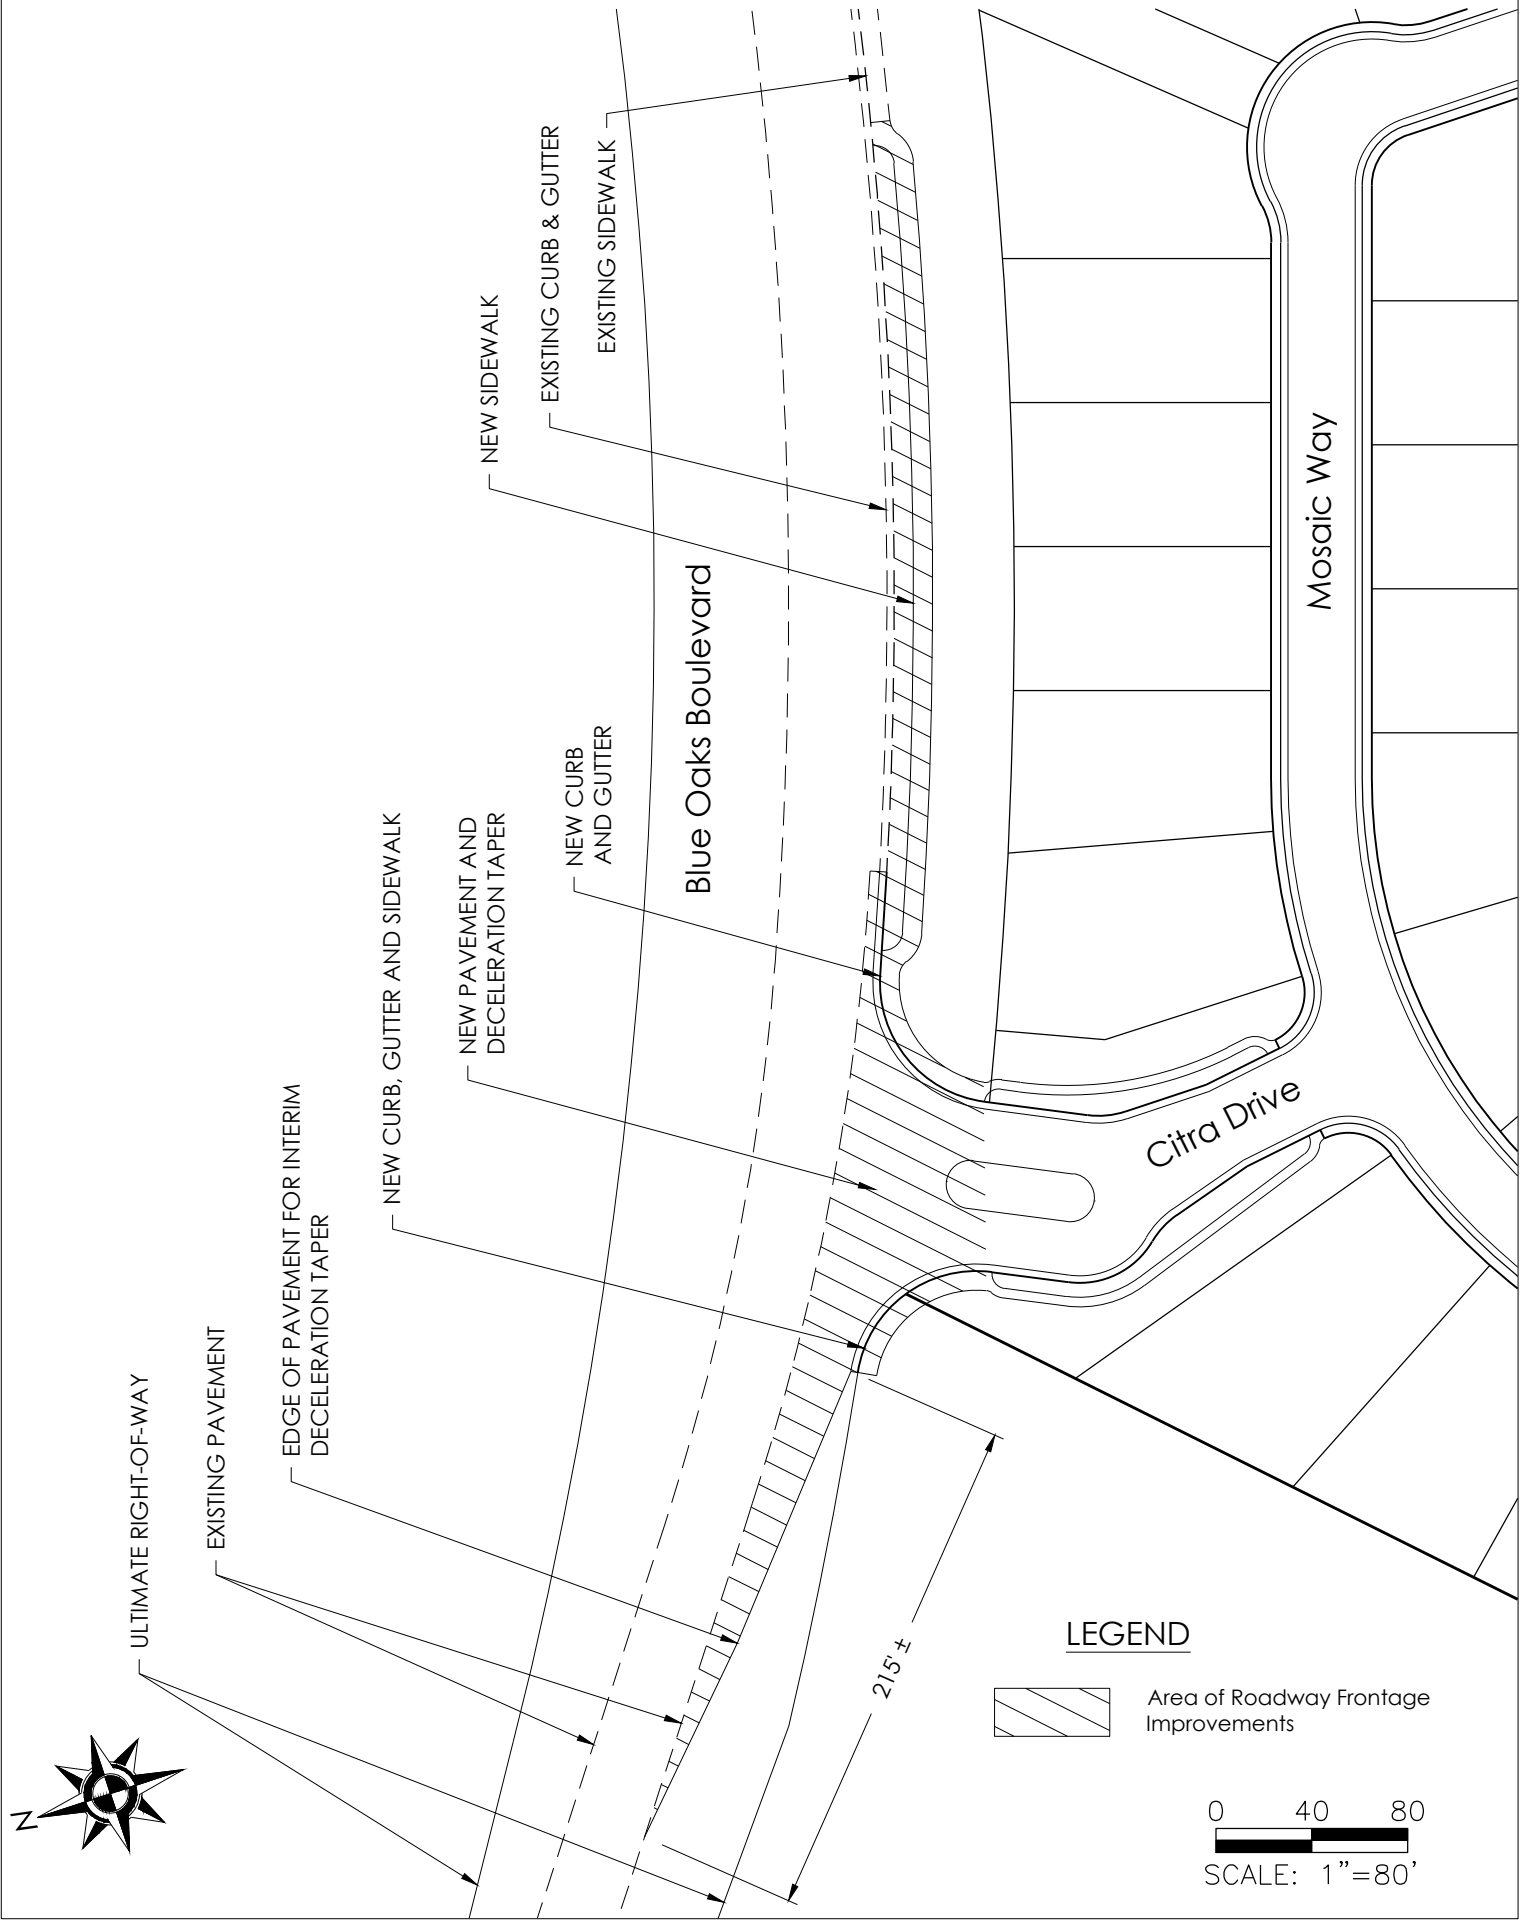 EXISTING CURB & GUTTER
EXISTING SIDEWALK
NEW SIDEWALK
Mosaic Way
Blue Oaks Boulevard
NEW CURB
AND GUTTER
NEW PAVEMENT AND
DECELERATION TAPER
NEW CURB, GUTTER AND SIDEWALK
Citra Drive
EDGE OF PAVEMENT FOR INTERIM
DECELERATION TAPER
EXISTING PAVEMENT
ULTIMATE RIGHT-OF-WAY
215' ±
N
LEGEND
Area of Roadway Frontage
Improvements
0 40 80
SCALE: 1"=80'